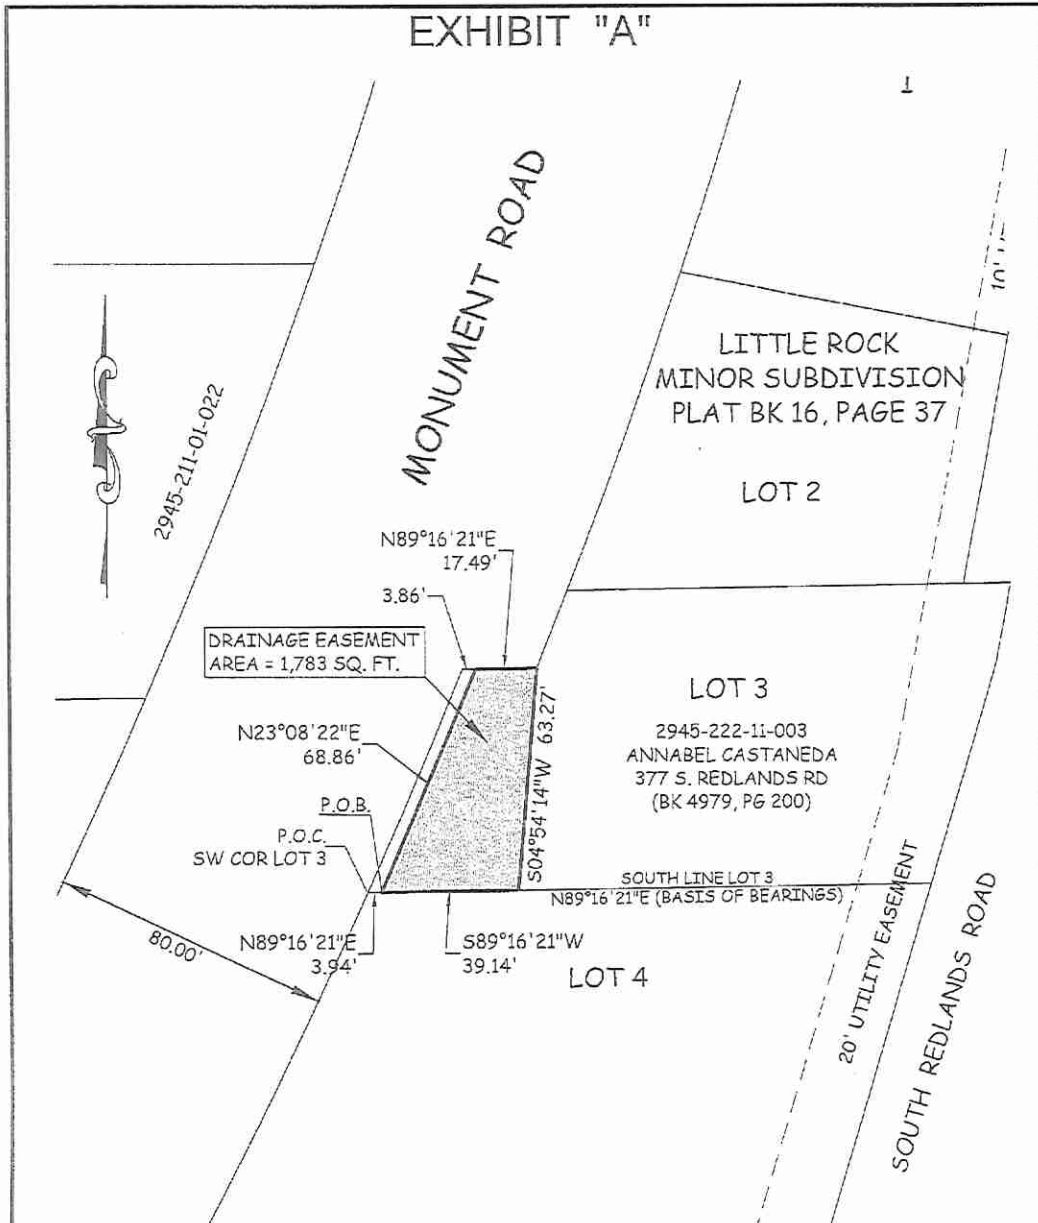 EXHIBIT "A"
1
MONUMENT ROAD
LITTLE ROCK
MINOR SUBDIVISION
PLAT BK 16, PAGE 37
LOT 2
2945-211-01-022
N89°16'21"E
17.49'
3.86'
DRAINAGE EASEMENT
AREA = 1,783 SQ. FT.
N23°08'22"E
68.86'
S04°54'14"W 63.27'
LOT 3
2945-222-11-003
ANNABEL CASTANEDA
377 S. REDLANDS RD
(BK 4979, PG 200)
P.O.B.
P.O.C.
SW COR LOT 3
SOUTH LINE LOT 3
N89°16'21"E (BASIS OF BEARINGS)
80.00'
N89°16'21"E
3.94'
S89°16'21"W
39.14'
LOT 4
20' UTILITY EASEMENT
SOUTH REDLANDS ROAD
10'